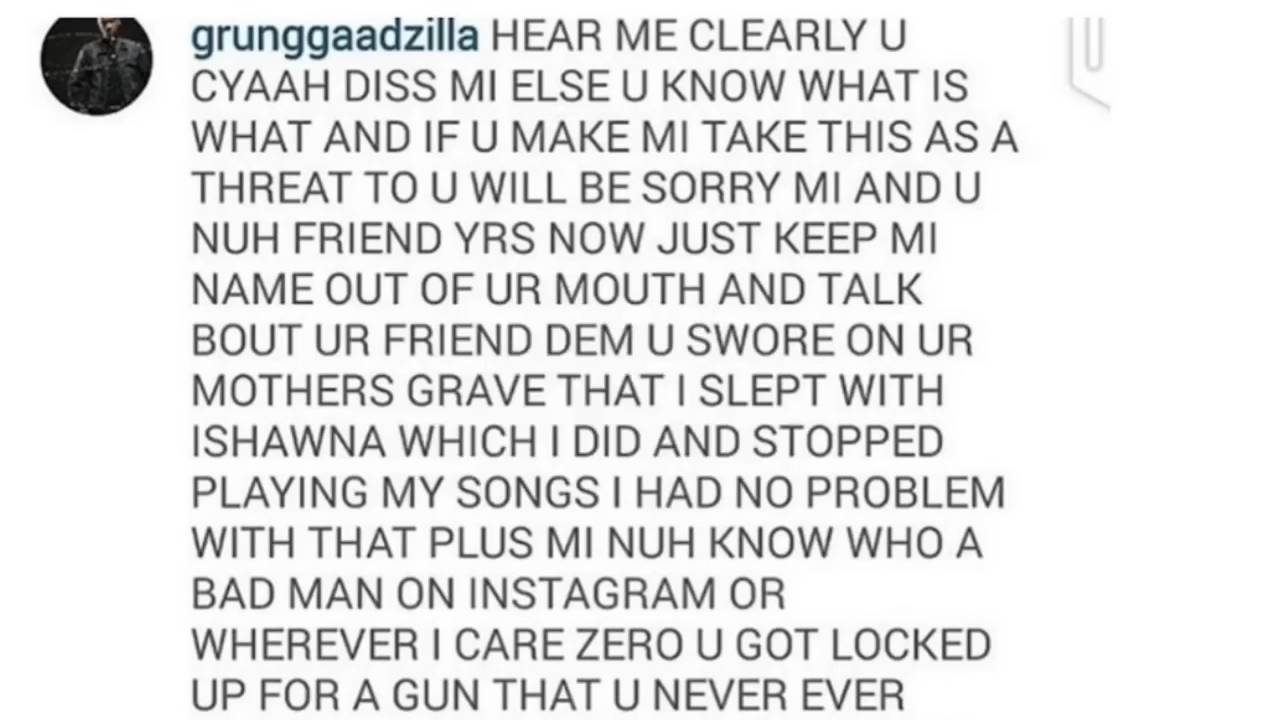 grunggaadzilla HEAR ME CLEARLY U
CYAAH DISS MI ELSE U KNOW WHAT IS
WHAT AND IF U MAKE MI TAKE THIS AS A
THREAT TO U WILL BE SORRY MI AND U
NUH FRIEND YRS NOW JUST KEEP MI
NAME OUT OF UR MOUTH AND TALK
BOUT UR FRIEND DEM U SWORE ON UR
MOTHERS GRAVE THAT I SLEPT WITH
ISHAWNA WHICH I DID AND STOPPED
PLAYING MY SONGS I HAD NO PROBLEM
WITH THAT PLUS MI NUH KNOW WHO A
BAD MAN ON INSTAGRAM OR
WHEREVER I CARE ZERO U GOT LOCKED
UP FOR A GUN THAT U NEVER EVER